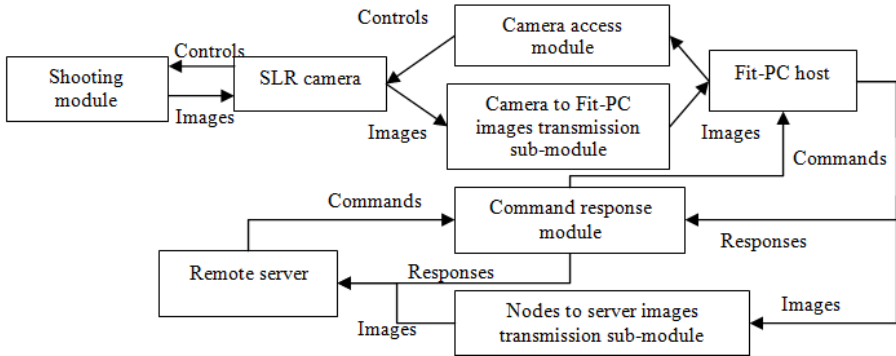 Controls
Camera access
module
Controls
Shooting
module
SLR camera
Fit-PC host
Images
Images
Camera to Fit-PC
images transmission
sub-module
Images
Commands
Commands
Command response
module
Responses
Remote server
Responses
Images
Nodes to server images
transmission sub-module
Images